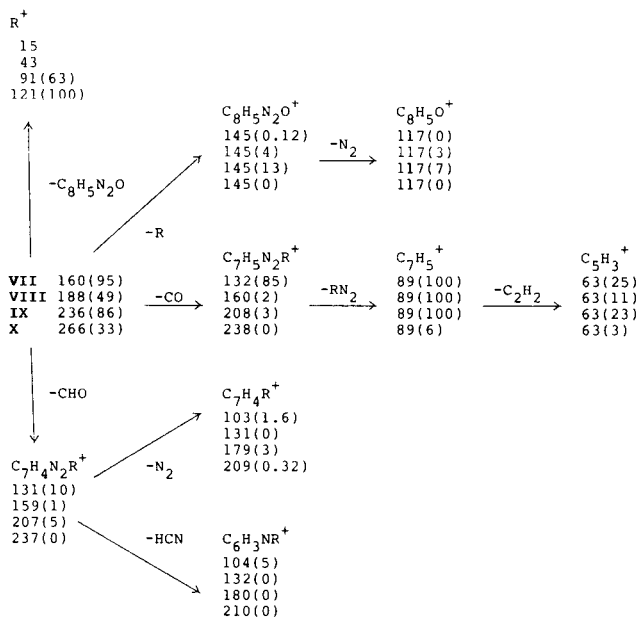 R+
15
43
91(63)
121(100)
-C8H5N2O
-R
C8H5N2O+
145(0.12)
145(4)
145(13)
145(0)
-N2
C8H5O+
117(0)
117(3)
117(7)
117(0)
VII 160(95)
VIII 188(49)
IX 236(86)
X 266(33)
-CO
C7H5N2R+
132(85)
160(2)
208(3)
238(0)
-RN2
C7H5+
89(100)
89(100)
89(100)
89(6)
-C2H2
C5H3+
63(25)
63(11)
63(23)
63(3)
-CHO
C7H4N2R+
131(10)
159(1)
207(5)
237(0)
-N2
C7H4R+
103(1.6)
131(0)
179(3)
209(0.32)
-HCN
C6H3NR+
104(5)
132(0)
180(0)
210(0)